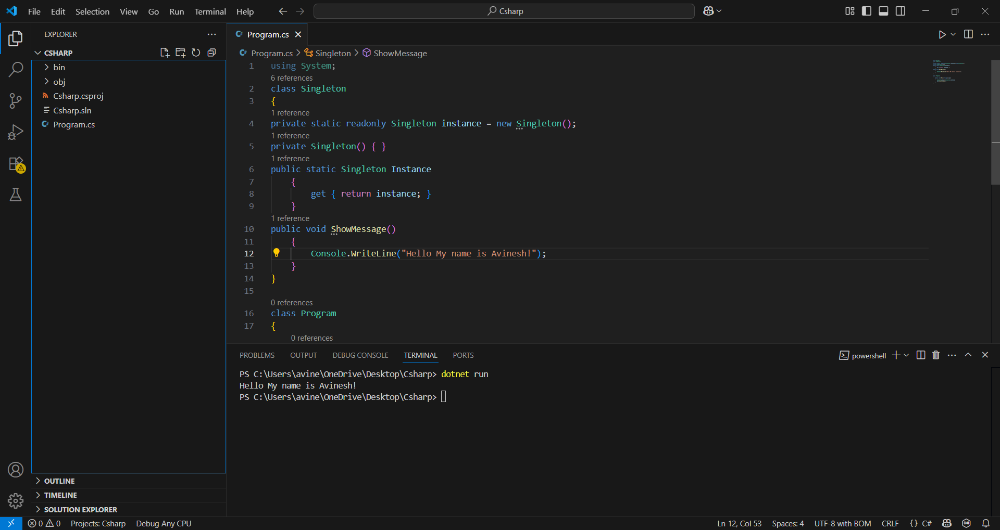 File Edit Selection View Go Run Terminal Help
Csharp
EXPLORER
CSHARP
bin
obj
Csharp.csproj
Csharp.sln
Program.cs
OUTLINE
TIMELINE
SOLUTION EXPLORER
Program.cs
Program.cs > Singleton > ShowMessage
1 using System;
6 references
2 class Singleton
3 {
1 reference
4 private static readonly Singleton instance = new Singleton();
1 reference
5 private Singleton() { }
1 reference
6 public static Singleton Instance
7 {
8 get { return instance; }
9 }
1 reference
10 public void ShowMessage()
11 {
12 Console.WriteLine("Hello My name is Avinesh!");
13 }
14 }
15
0 references
16 class Program
17 {
0 references
PROBLEMS OUTPUT DEBUG CONSOLE TERMINAL PORTS
powershell
PS C:\Users\avine\OneDrive\Desktop\Csharp> dotnet run
Hello My name is Avinesh!
PS C:\Users\avine\OneDrive\Desktop\Csharp>
0 0 Projects: Csharp Debug Any CPU
Ln 12, Col 53 Spaces: 4 UTF-8 with BOM CRLF {} C#